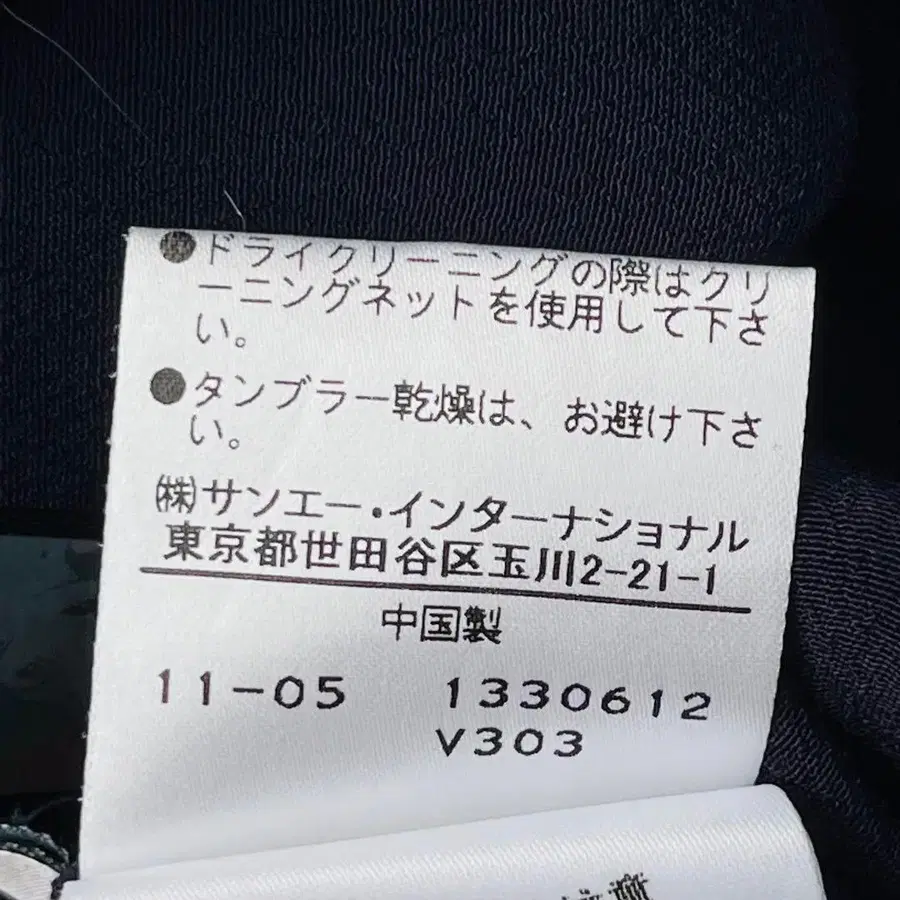 ●ドライクリーニングの際はクリ
ーニングネットを使用して下さ
い。
●タンブラー乾燥は、お避け下さ
い。
㈱サンエー・インターナショナル
東京都世田谷区玉川2-21-1
中国製
11-05 1330612
V303